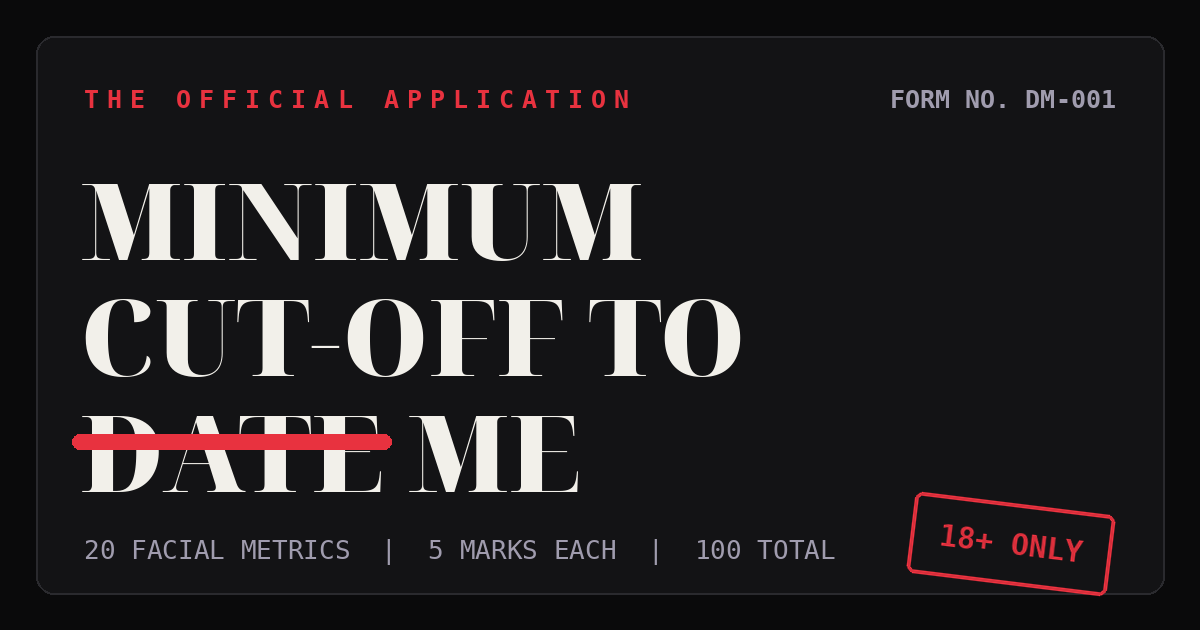 THE OFFICIAL APPLICATION
FORM NO. DM-001
MINIMUM
CUT-OFF TO
DATE ME
20 FACIAL METRICS | 5 MARKS EACH | 100 TOTAL
18+ ONLY